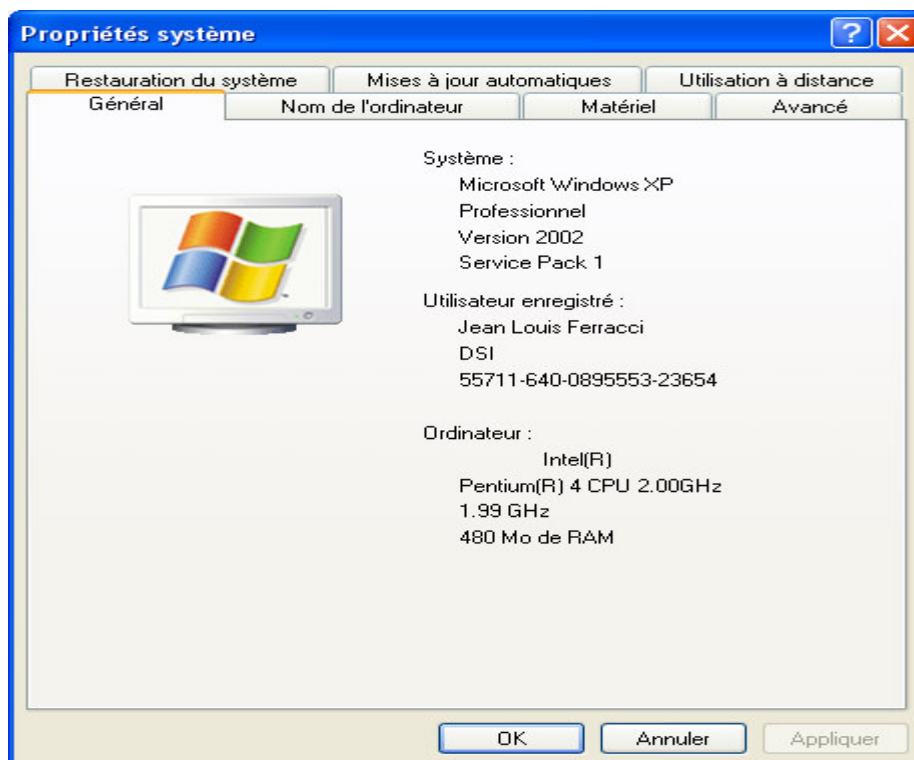 Propriétés système
Restauration du système
Mises à jour automatiques
Utilisation à distance
Général
Nom de l'ordinateur
Matériel
Avancé
Système :
Microsoft Windows XP
Professionnel
Version 2002
Service Pack 1
Utilisateur enregistré :
Jean Louis Ferracci
DSI
55711-640-0895553-23654
Ordinateur :
Intel(R)
Pentium(R) 4 CPU 2.00GHz
1.99 GHz
480 Mo de RAM
OK
Annuler
Appliquer